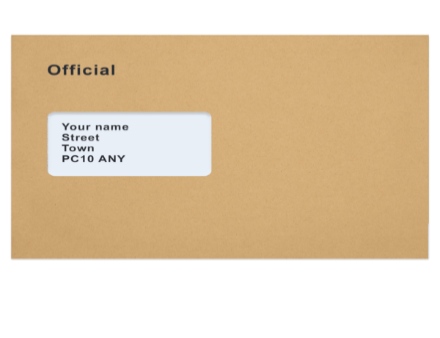 Official
Your name
Street
Town
PC10 ANY